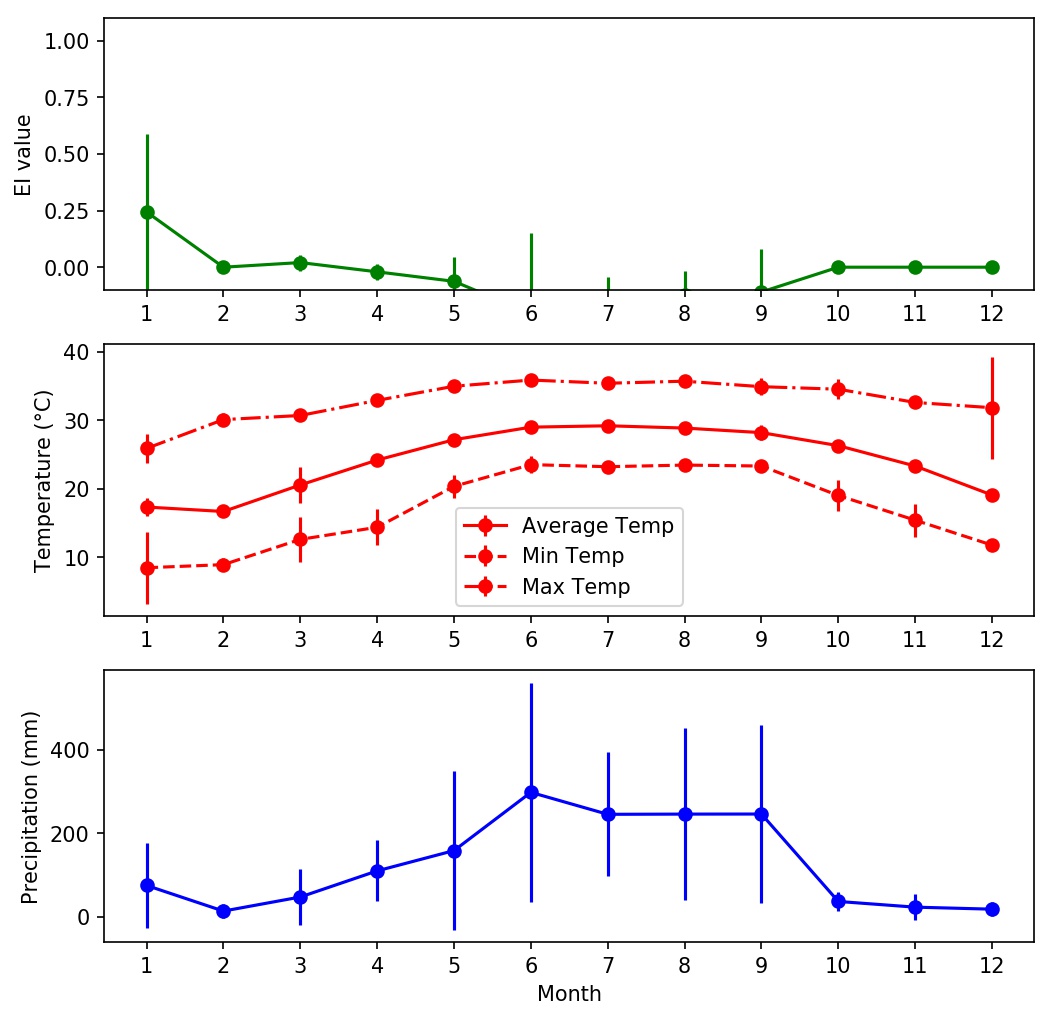 EI value
1.00
0.75
0.50
0.25
0.00
1 2 3 4 5 6 7 8 9 10 11 12
Temperature (°C)
40
30
20
10
Average Temp
Min Temp
Max Temp
1 2 3 4 5 6 7 8 9 10 11 12
Precipitation (mm)
400
200
0
1 2 3 4 5 6 7 8 9 10 11 12
Month